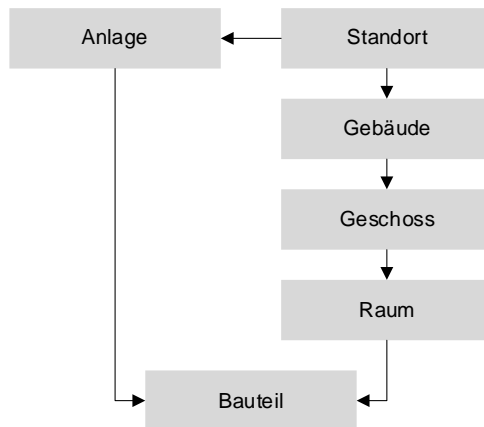 Anlage
Standort
Gebäude
Geschoss
Raum
Bauteil